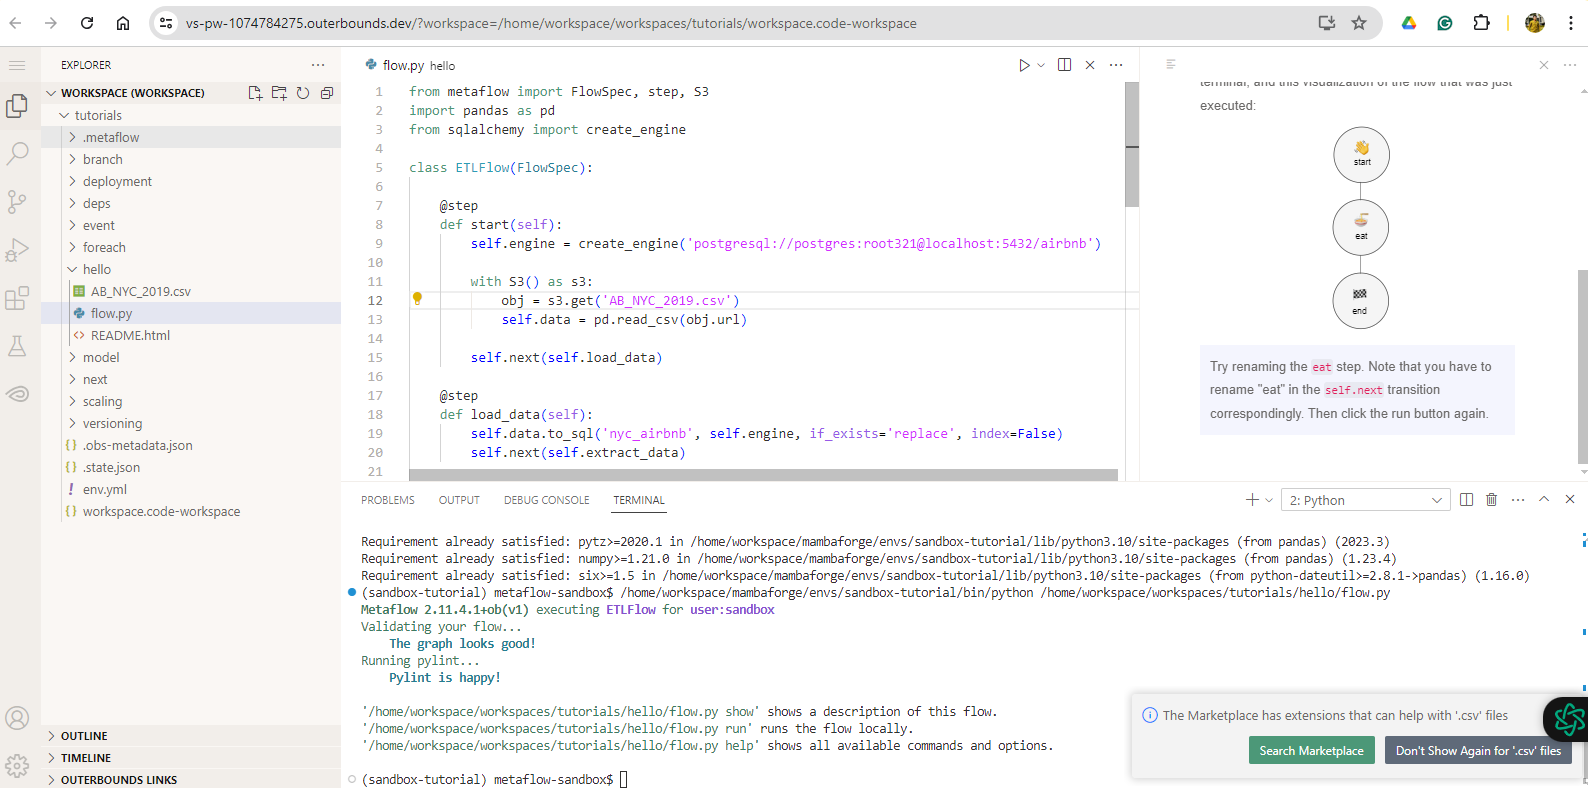 vs-pw-1074784275.outerbounds.dev/?workspace=/home/workspace/workspaces/tutorials/workspace.code-workspace
EXPLORER
WORKSPACE (WORKSPACE)
tutorials
.metaflow
branch
deployment
deps
event
foreach
hello
AB_NYC_2019.csv
flow.py
README.html
model
next
scaling
versioning
.obs-metadata.json
.state.json
env.yml
workspace.code-workspace
OUTLINE
TIMELINE
OUTERBOUNDS LINKS
flow.py hello
1 from metaflow import FlowSpec, step, S3
2 import pandas as pd
3 from sqlalchemy import create_engine
4
5 class ETLFlow(FlowSpec):
6
7 @step
8 def start(self):
9 self.engine = create_engine('postgresql://postgres:root321@localhost:5432/airbnb')
10
11 with S3() as s3:
12 obj = s3.get('AB_NYC_2019.csv')
13 self.data = pd.read_csv(obj.url)
14
15 self.next(self.load_data)
16
17 @step
18 def load_data(self):
19 self.data.to_sql('nyc_airbnb', self.engine, if_exists='replace', index=False)
20 self.next(self.extract_data)
21
terminal, and this visualization of the flow that was just
executed:
start
eat
end
Try renaming the eat step. Note that you have to
rename "eat" in the self.next transition
correspondingly. Then click the run button again.
PROBLEMS OUTPUT DEBUG CONSOLE TERMINAL
2: Python
Requirement already satisfied: pytz>=2020.1 in /home/workspace/mambaforge/envs/sandbox-tutorial/lib/python3.10/site-packages (from pandas) (2023.3)
Requirement already satisfied: numpy>=1.21.0 in /home/workspace/mambaforge/envs/sandbox-tutorial/lib/python3.10/site-packages (from pandas) (1.23.4)
Requirement already satisfied: six>=1.5 in /home/workspace/mambaforge/envs/sandbox-tutorial/lib/python3.10/site-packages (from python-dateutil>=2.8.1->pandas) (1.16.0)
(sandbox-tutorial) metaflow-sandbox$ /home/workspace/mambaforge/envs/sandbox-tutorial/bin/python /home/workspace/workspaces/tutorials/hello/flow.py
Metaflow 2.11.4.1+ob(v1) executing ETLFlow for user:sandbox
Validating your flow...
The graph looks good!
Running pylint...
Pylint is happy!
'/home/workspace/workspaces/tutorials/hello/flow.py show' shows a description of this flow.
'/home/workspace/workspaces/tutorials/hello/flow.py run' runs the flow locally.
'/home/workspace/workspaces/tutorials/hello/flow.py help' shows all available commands and options.
(sandbox-tutorial) metaflow-sandbox$
The Marketplace has extensions that can help with '.csv' files
Search Marketplace
Don't Show Again for '.csv' files